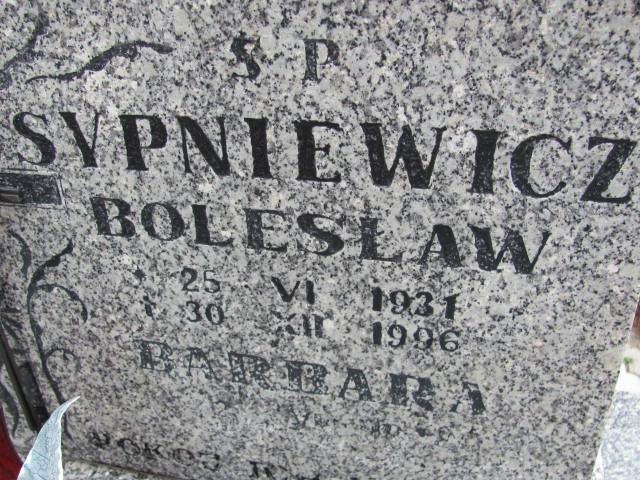 S P
SYPNIEWICZ
BOLESŁAW
* 25 VI 1931
† 30 XII 1996
BARBARA